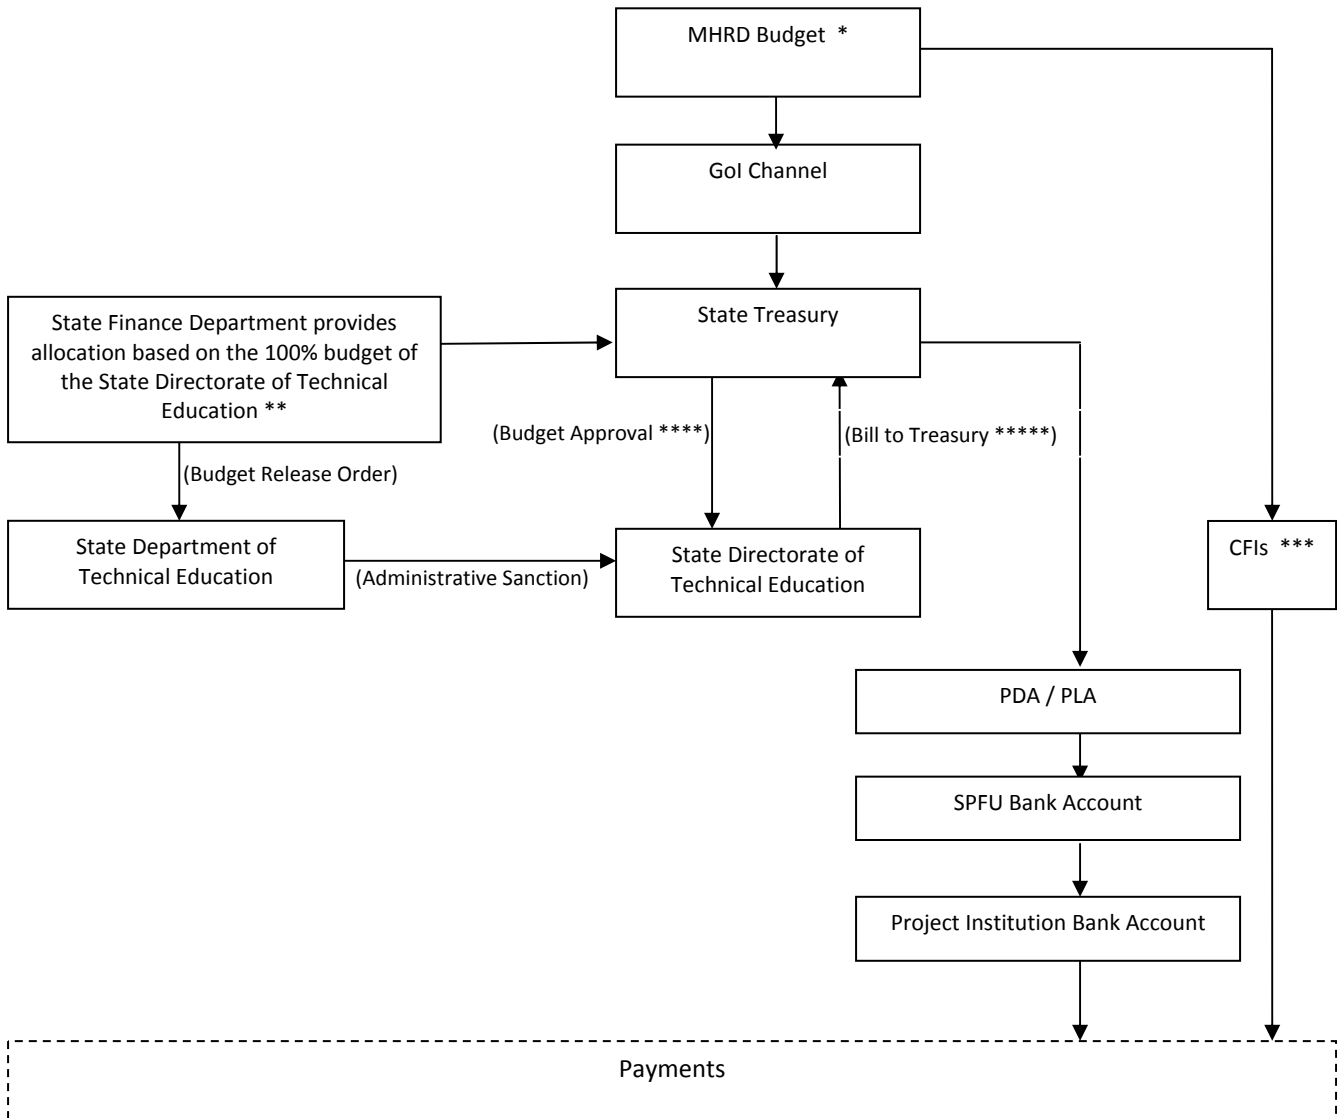 MHRD Budget  *
GoI Channel
State Treasury
State Finance Department provides
allocation based on the 100% budget of
the State Directorate of Technical
Education **
(Budget Approval ****)
(Bill to Treasury *****)
(Budget Release Order)
State Department of
Technical Education
(Administrative Sanction)
State Directorate of
Technical Education
CFIs  ***
PDA / PLA
SPFU Bank Account
Project Institution Bank Account
Payments